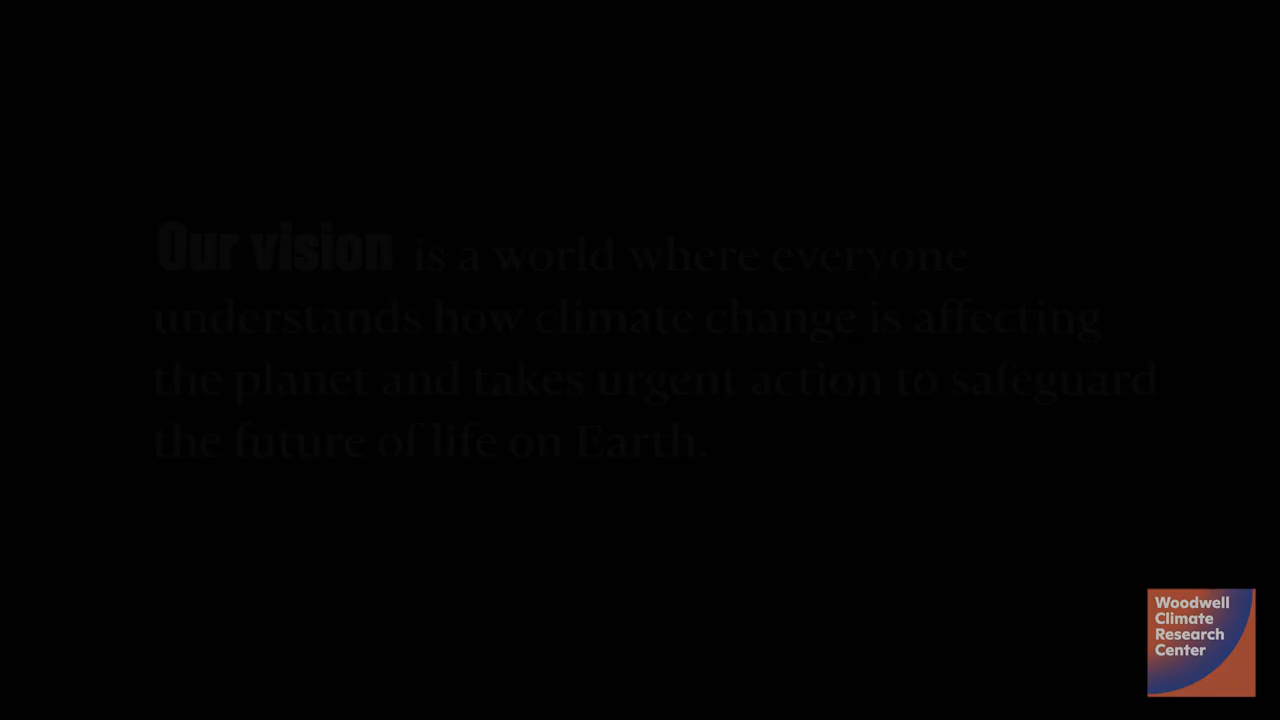 Our vision is a world where everyone
understands how climate change is affecting
the planet and takes urgent action to safeguard
the future of life on Earth.
Woodwell
Climate
Research
Center